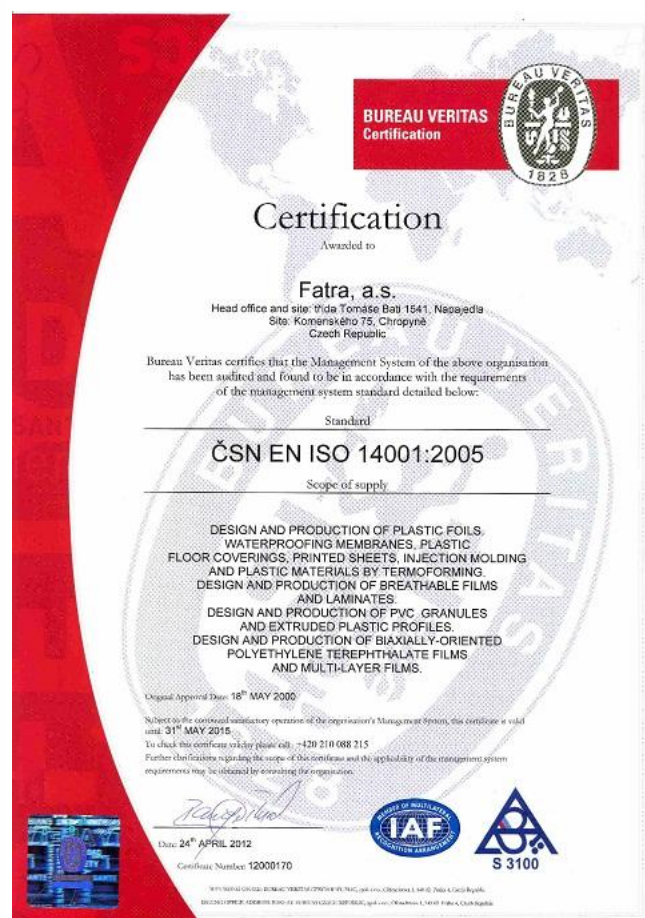 BUREAU VERITAS
Certification
BUREAU VERITAS
1828
Certification
Awarded to
Fatra, a.s.
Head office and site: třída Tomáše Bati 1541, Napajedla
Site: Komenského 75, Chropyně
Czech Republic
Bureau Veritas certifies that the Management System of the above organisation
has been audited and found to be in accordance with the requirements
of the management system standard detailed below:
Standard
ČSN EN ISO 14001:2005
Scope of supply
DESIGN AND PRODUCTION OF PLASTIC FOILS.
WATERPROOFING MEMBRANES, PLASTIC
FLOOR COVERINGS, PRINTED SHEETS, INJECTION MOLDING
AND PLASTIC MATERIALS BY TERMOFORMING.
DESIGN AND PRODUCTION OF BREATHABLE FILMS
AND LAMINATES.
DESIGN AND PRODUCTION OF PVC GRANULES
AND EXTRUDED PLASTIC PROFILES.
DESIGN AND PRODUCTION OF BIAXIALLY-ORIENTED
POLYETHYLENE TEREPHTHALATE FILMS
AND MULTI-LAYER FILMS.
Original Approval Date: 18th MAY 2000
Subject to the continued satisfactory operation of the organisation's Management System, this certificate is valid
until: 31st MAY 2015
To check this certificate validity please call: +420 210 088 215
Further clarifications regarding the scope of this certificate and the applicability of the management system
requirements may be obtained by consulting the organisation.
MEMBER OF MULTILATERAL
IAF
RECOGNITION ARRANGEMENT
S 3100
Date: 24th APRIL 2012
Certificate Number: 12000170